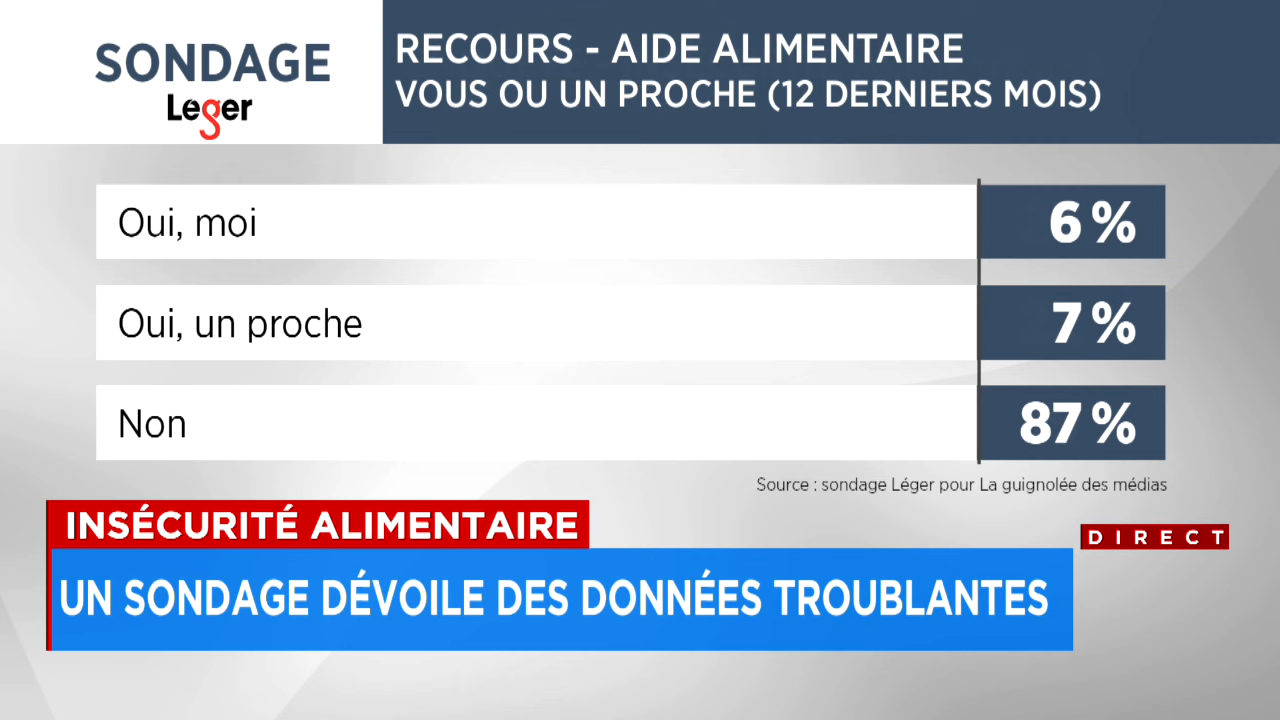 SONDAGE
Leger
RECOURS - AIDE ALIMENTAIRE
VOUS OU UN PROCHE (12 DERNIERS MOIS)
Oui, moi 6 %
Oui, un proche 7 %
Non 87 %
Source : sondage Léger pour La guignolée des médias
INSÉCURITÉ ALIMENTAIRE
DIRECT
UN SONDAGE DÉVOILE DES DONNÉES TROUBLANTES